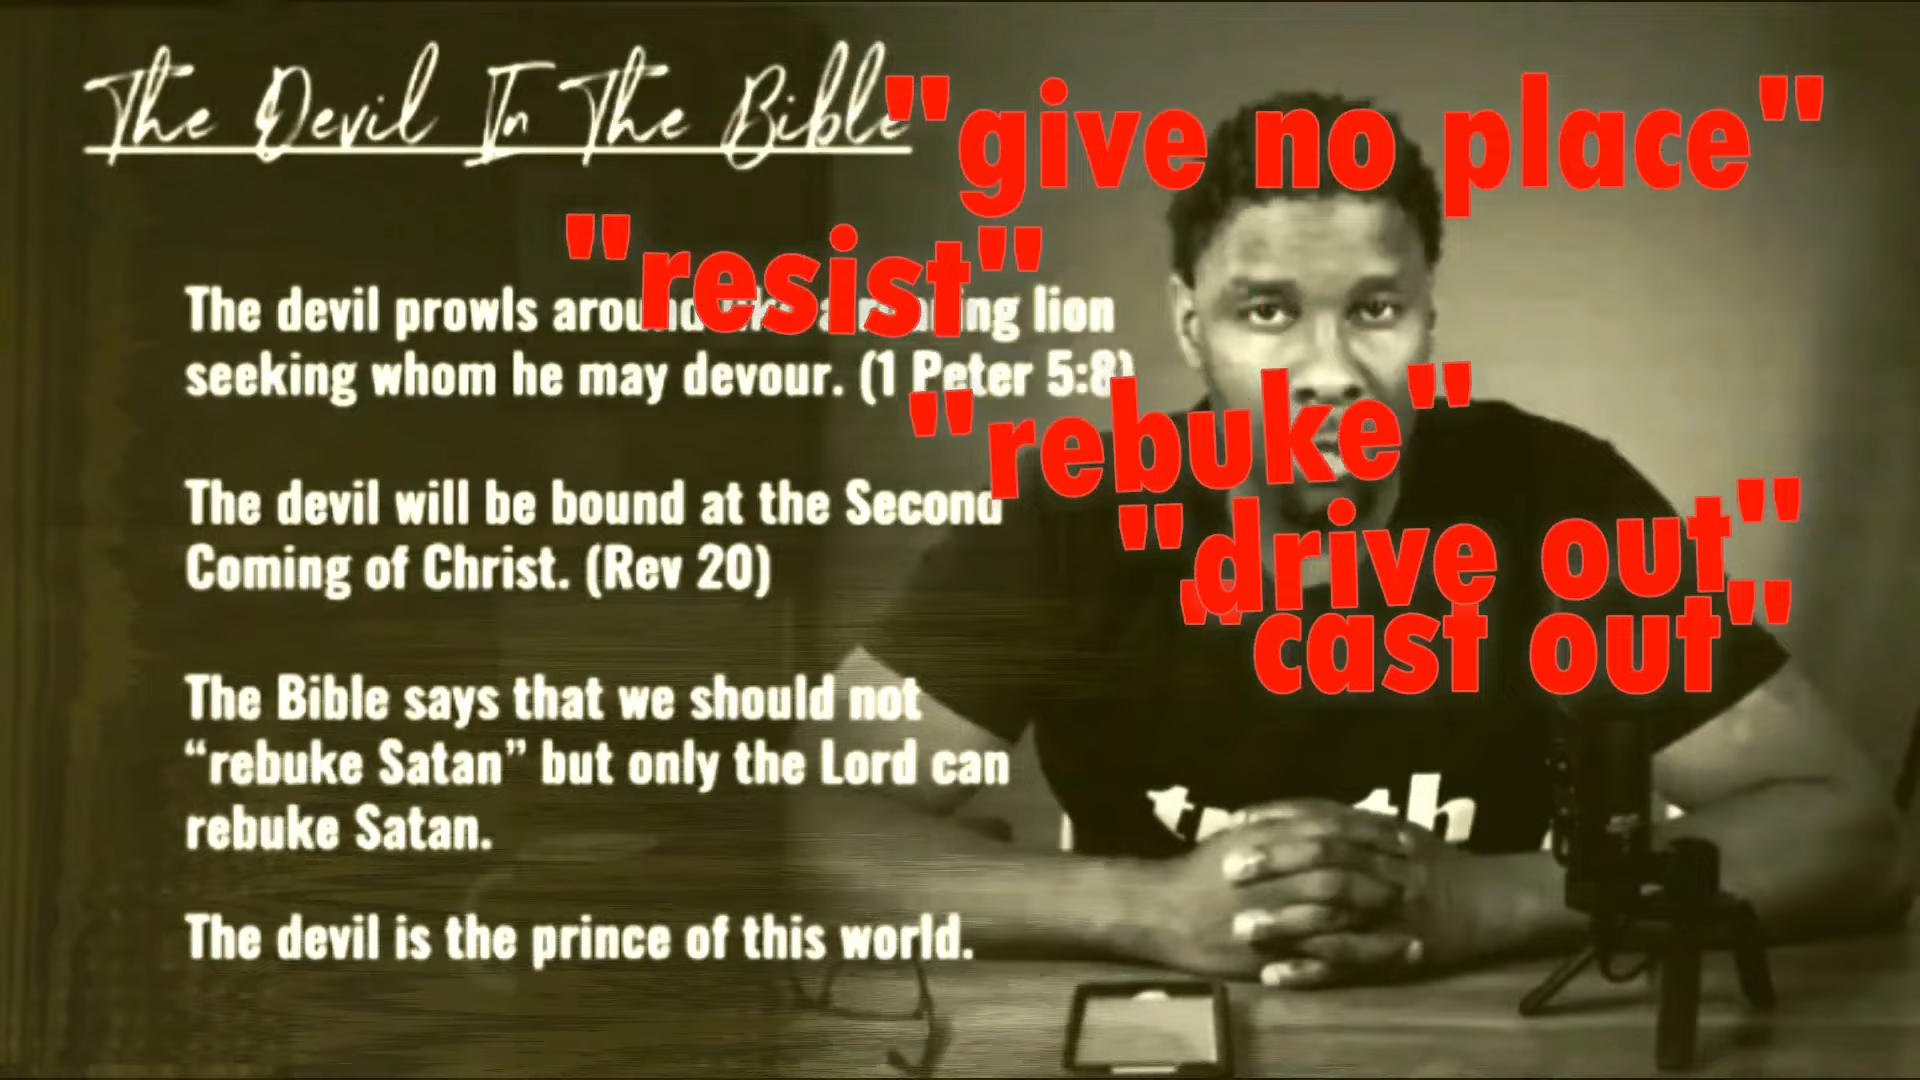 The Devil In The Bible
"give no place"
"resist"
The devil prowls around lion
seeking whom he may devour. (1 Peter 5:8)
"rebuke"
The devil will be bound at the Second
Coming of Christ. (Rev 20)
"drive out"
"cast out"
The Bible says that we should not
“rebuke Satan” but only the Lord can
rebuke Satan.
The devil is the prince of this world.